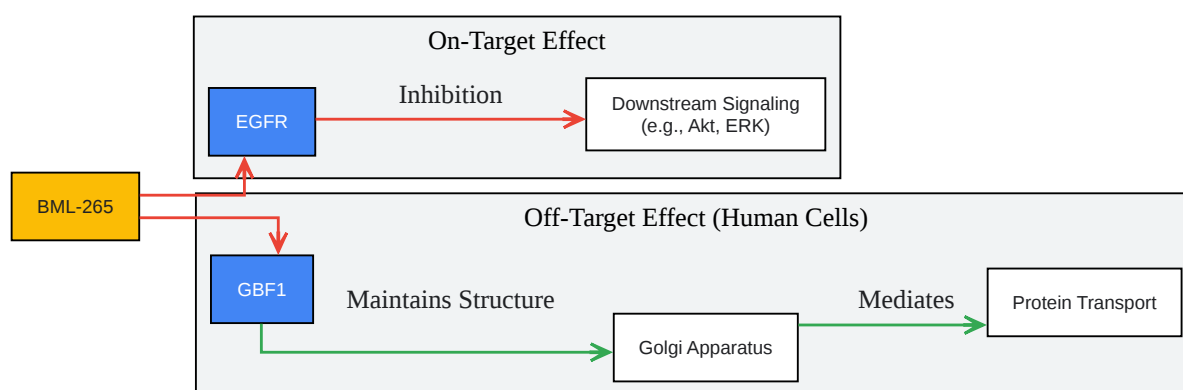 On-Target Effect
Inhibition
EGFR
Downstream Signaling
(e.g., Akt, ERK)
BML-265
Off-Target Effect (Human Cells)
GBF1
Maintains Structure
Golgi Apparatus
Mediates
Protein Transport